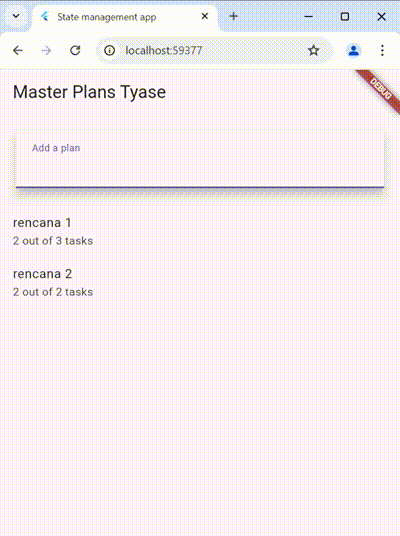 State management app
localhost:59377
DEBUG
Master Plans Tyase
Add a plan
rencana 1
2 out of 3 tasks
rencana 2
2 out of 2 tasks